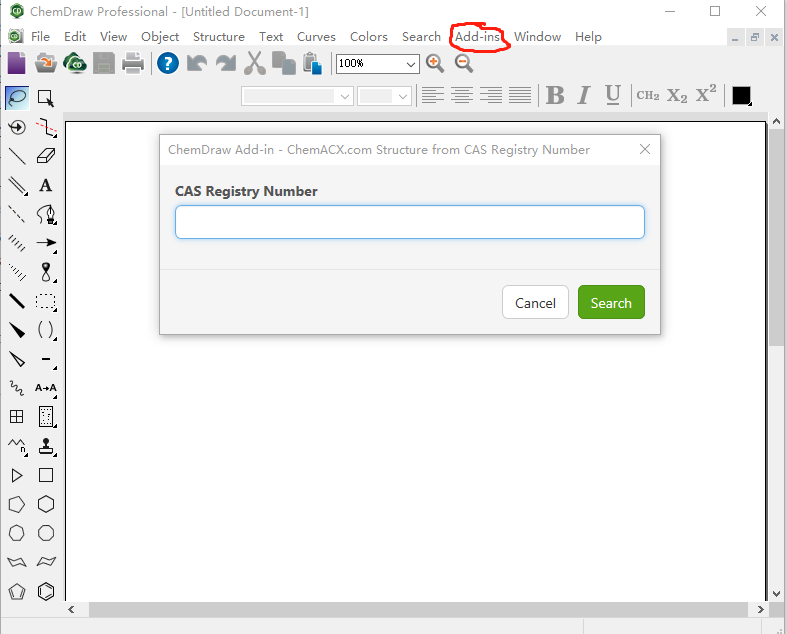 ChemDraw Professional - [Untitled Document-1]
File Edit View Object Structure Text Curves Colors Search Add-ins Window Help
100%
B I U CH2 X2 X2
A
ChemDraw Add-in - ChemACX.com Structure from CAS Registry Number
CAS Registry Number
Cancel Search
A→A
n